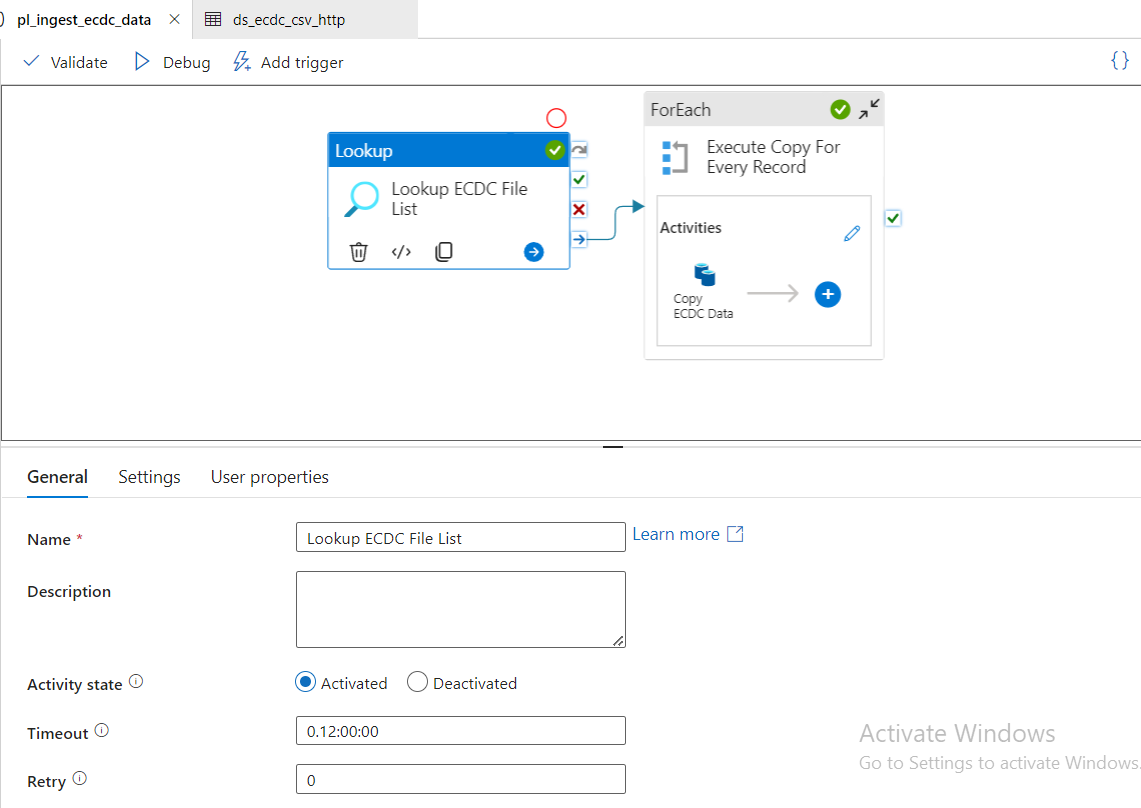 pl_ingest_ecdc_data
ds_ecdc_csv_http
Validate
Debug
Add trigger
{}
Lookup
Lookup ECDC File
List
</>
ForEach
Execute Copy For
Every Record
Activities
Copy
ECDC Data
General
Settings
User properties
Name *
Lookup ECDC File List
Learn more
Description
Activity state
Activated
Deactivated
Timeout
0.12:00:00
Retry
0
Activate Windows
Go to Settings to activate Windows.